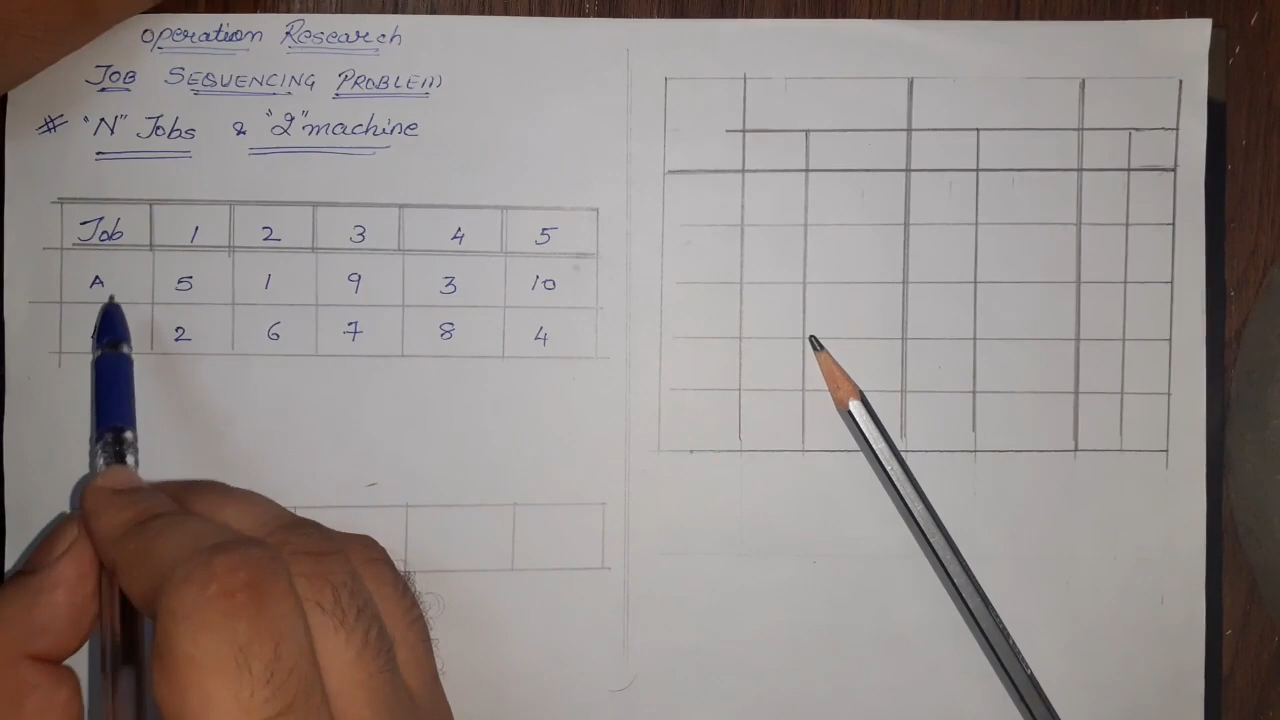 Operation Research
JOB SEQUENCING PROBLEM
# "N" Jobs & "2" machine
Job 1 2 3 4 5
A 5 1 9 3 10
2 6 7 8 4